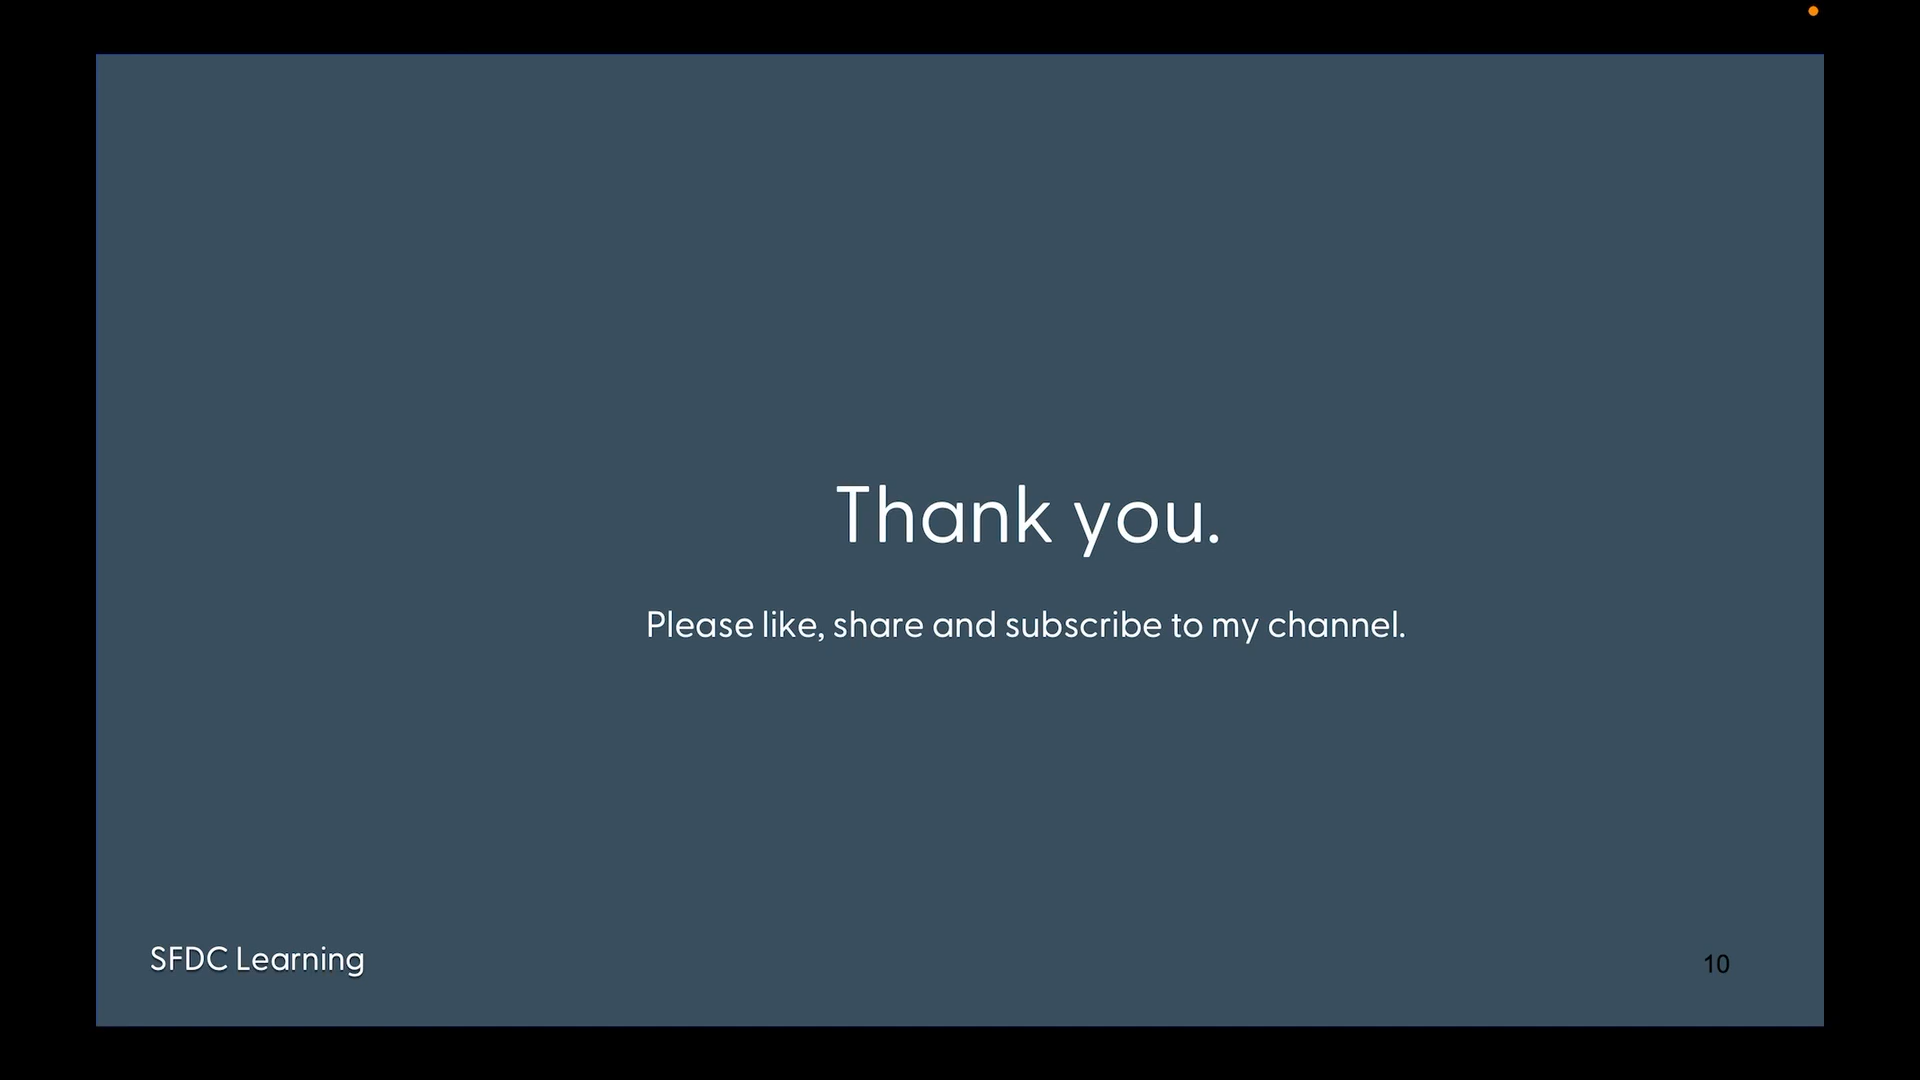 Thank you.
Please like, share and subscribe to my channel.
SFDC Learning
10